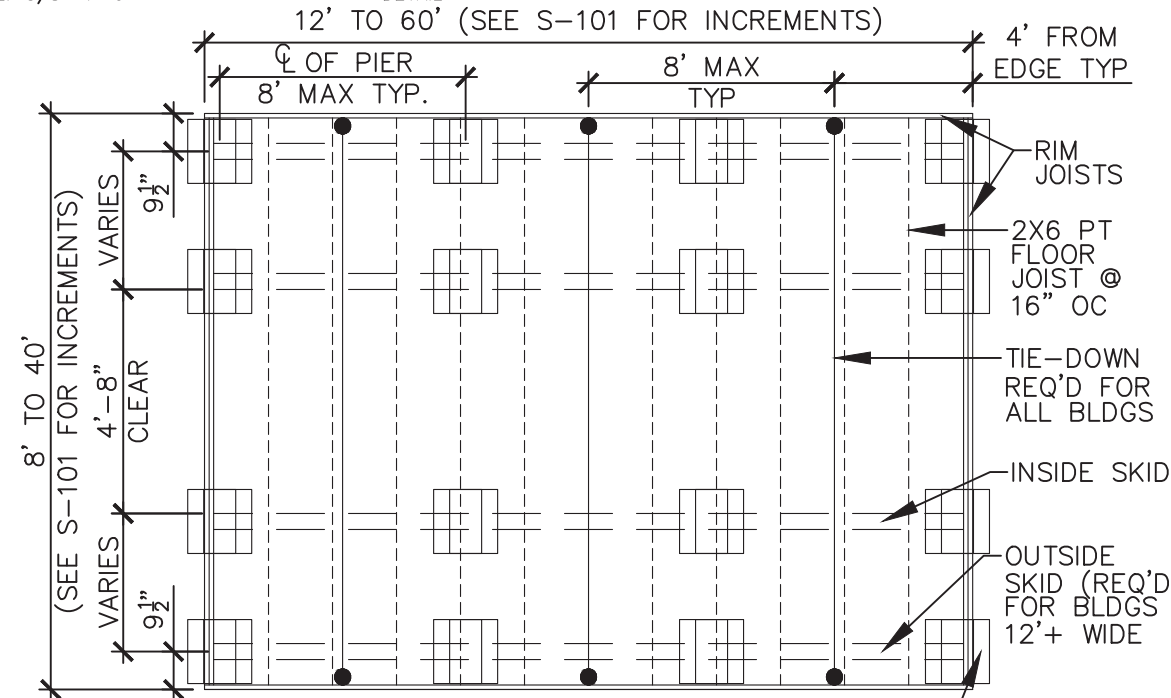 12' TO 60' (SEE S-101 FOR INCREMENTS)
℄ OF PIER
8' MAX TYP.
8' MAX
TYP
4' FROM
EDGE TYP
8' TO 40'
(SEE S-101 FOR INCREMENTS)
VARIES
9½"
4'-8"
CLEAR
VARIES
9½"
RIM
JOISTS
2X6 PT
FLOOR
JOIST @
16" OC
TIE-DOWN
REQ'D FOR
ALL BLDGS
INSIDE SKID
OUTSIDE
SKID (REQ'D
FOR BLDGS
12'+ WIDE